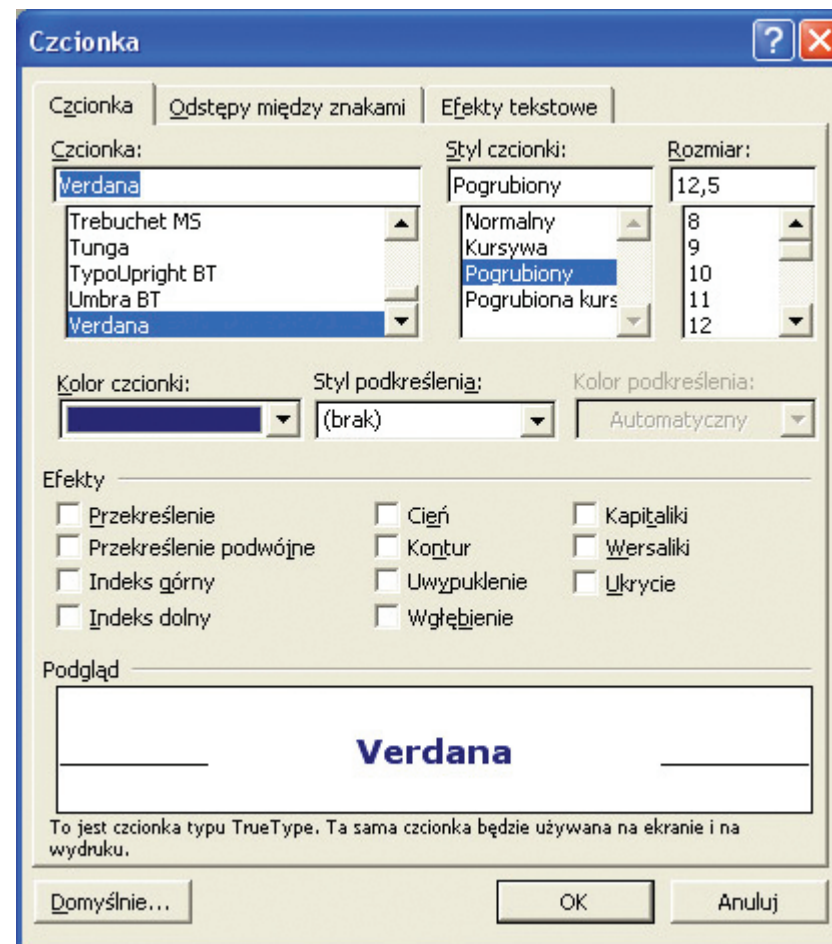 Czcionka
Czcionka Odstępy między znakami Efekty tekstowe
Czcionka: Styl czcionki: Rozmiar:
Verdana Pogrubiony 12,5
Trebuchet MS Normalny 8
Tunga Kursywa 9
TypoUpright BT Pogrubiony 10
Umbra BT Pogrubiona kurs 11
Verdana 12
Kolor czcionki: Styl podkreślenia: Kolor podkreślenia:
(brak) Automatyczny
Efekty
Przekreślenie Cień Kapitaliki
Przekreślenie podwójne Kontur Wersaliki
Indeks górny Uwypuklenie Ukrycie
Indeks dolny Wgłębienie
Podgląd
Verdana
To jest czcionka typu TrueType. Ta sama czcionka będzie używana na ekranie i na
wydruku.
Domyślnie... OK Anuluj